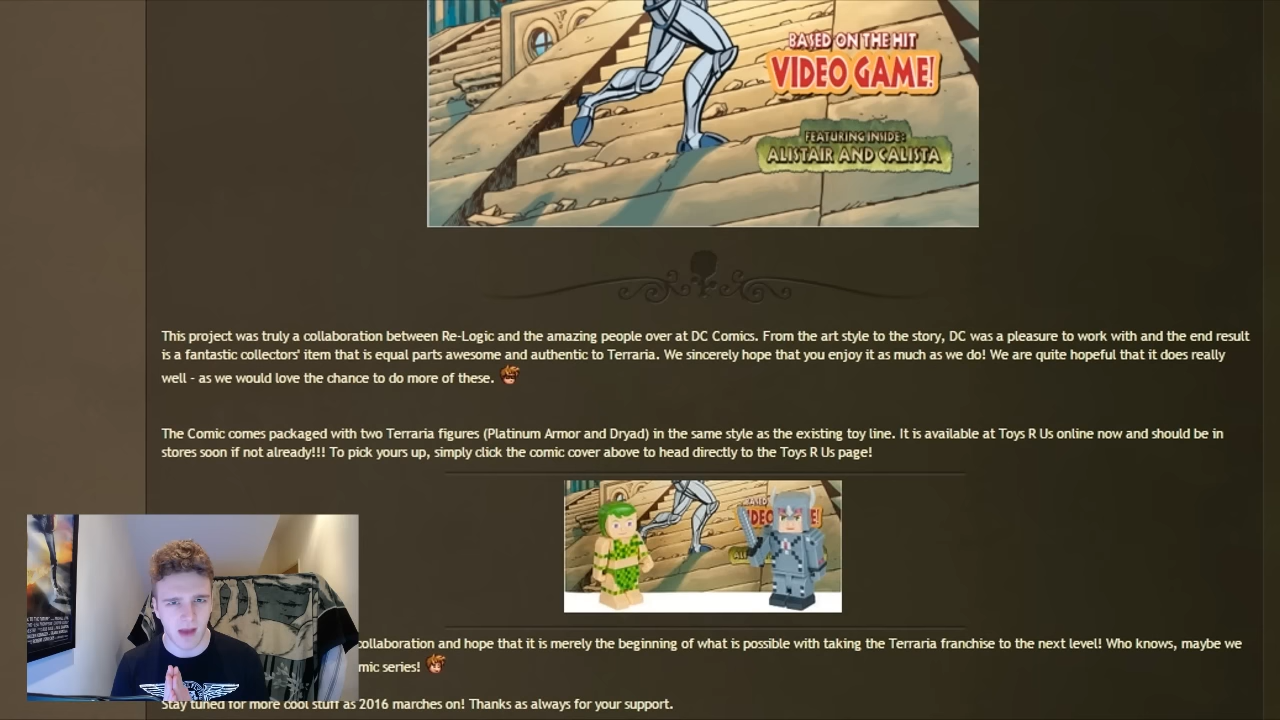 BASED ON THE HIT
VIDEO GAME!
FEATURING INSIDE:
ALISTAIR AND CALISTA
This project was truly a collaboration between Re-Logic and the amazing people over at DC Comics. From the art style to the story, DC was a pleasure to work with and the end result
is a fantastic collectors' item that is equal parts awesome and authentic to Terraria. We sincerely hope that you enjoy it as much as we do! We are quite hopeful that it does really
well - as we would love the chance to do more of these.
The Comic comes packaged with two Terraria figures (Platinum Armor and Dryad) in the same style as the existing toy line. It is available at Toys R Us online now and should be in
stores soon if not already!!! To pick yours up, simply click the comic cover above to head directly to the Toys R Us page!
collaboration and hope that it is merely the beginning of what is possible with taking the Terraria franchise to the next level! Who knows, maybe we
mic series!
Stay tuned for more cool stuff as 2016 marches on! Thanks as always for your support.